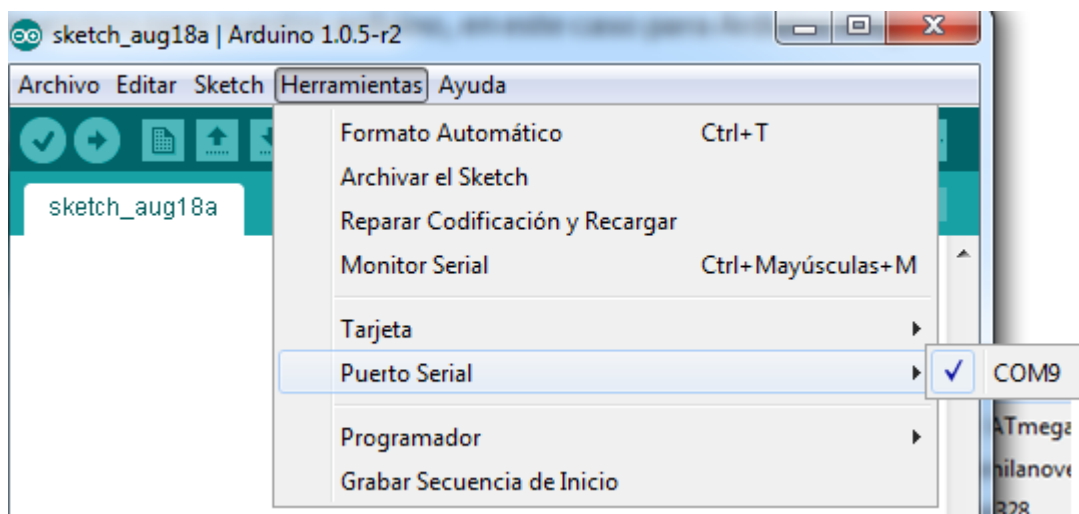 sketch_aug18a | Arduino 1.0.5-r2
Archivo Editar Sketch Herramientas Ayuda
Formato Automático Ctrl+T
Archivar el Sketch
sketch_aug18a
Reparar Codificación y Recargar
Monitor Serial Ctrl+Mayúsculas+M
Tarjeta
Puerto Serial
COM9
Programador
Grabar Secuencia de Inicio